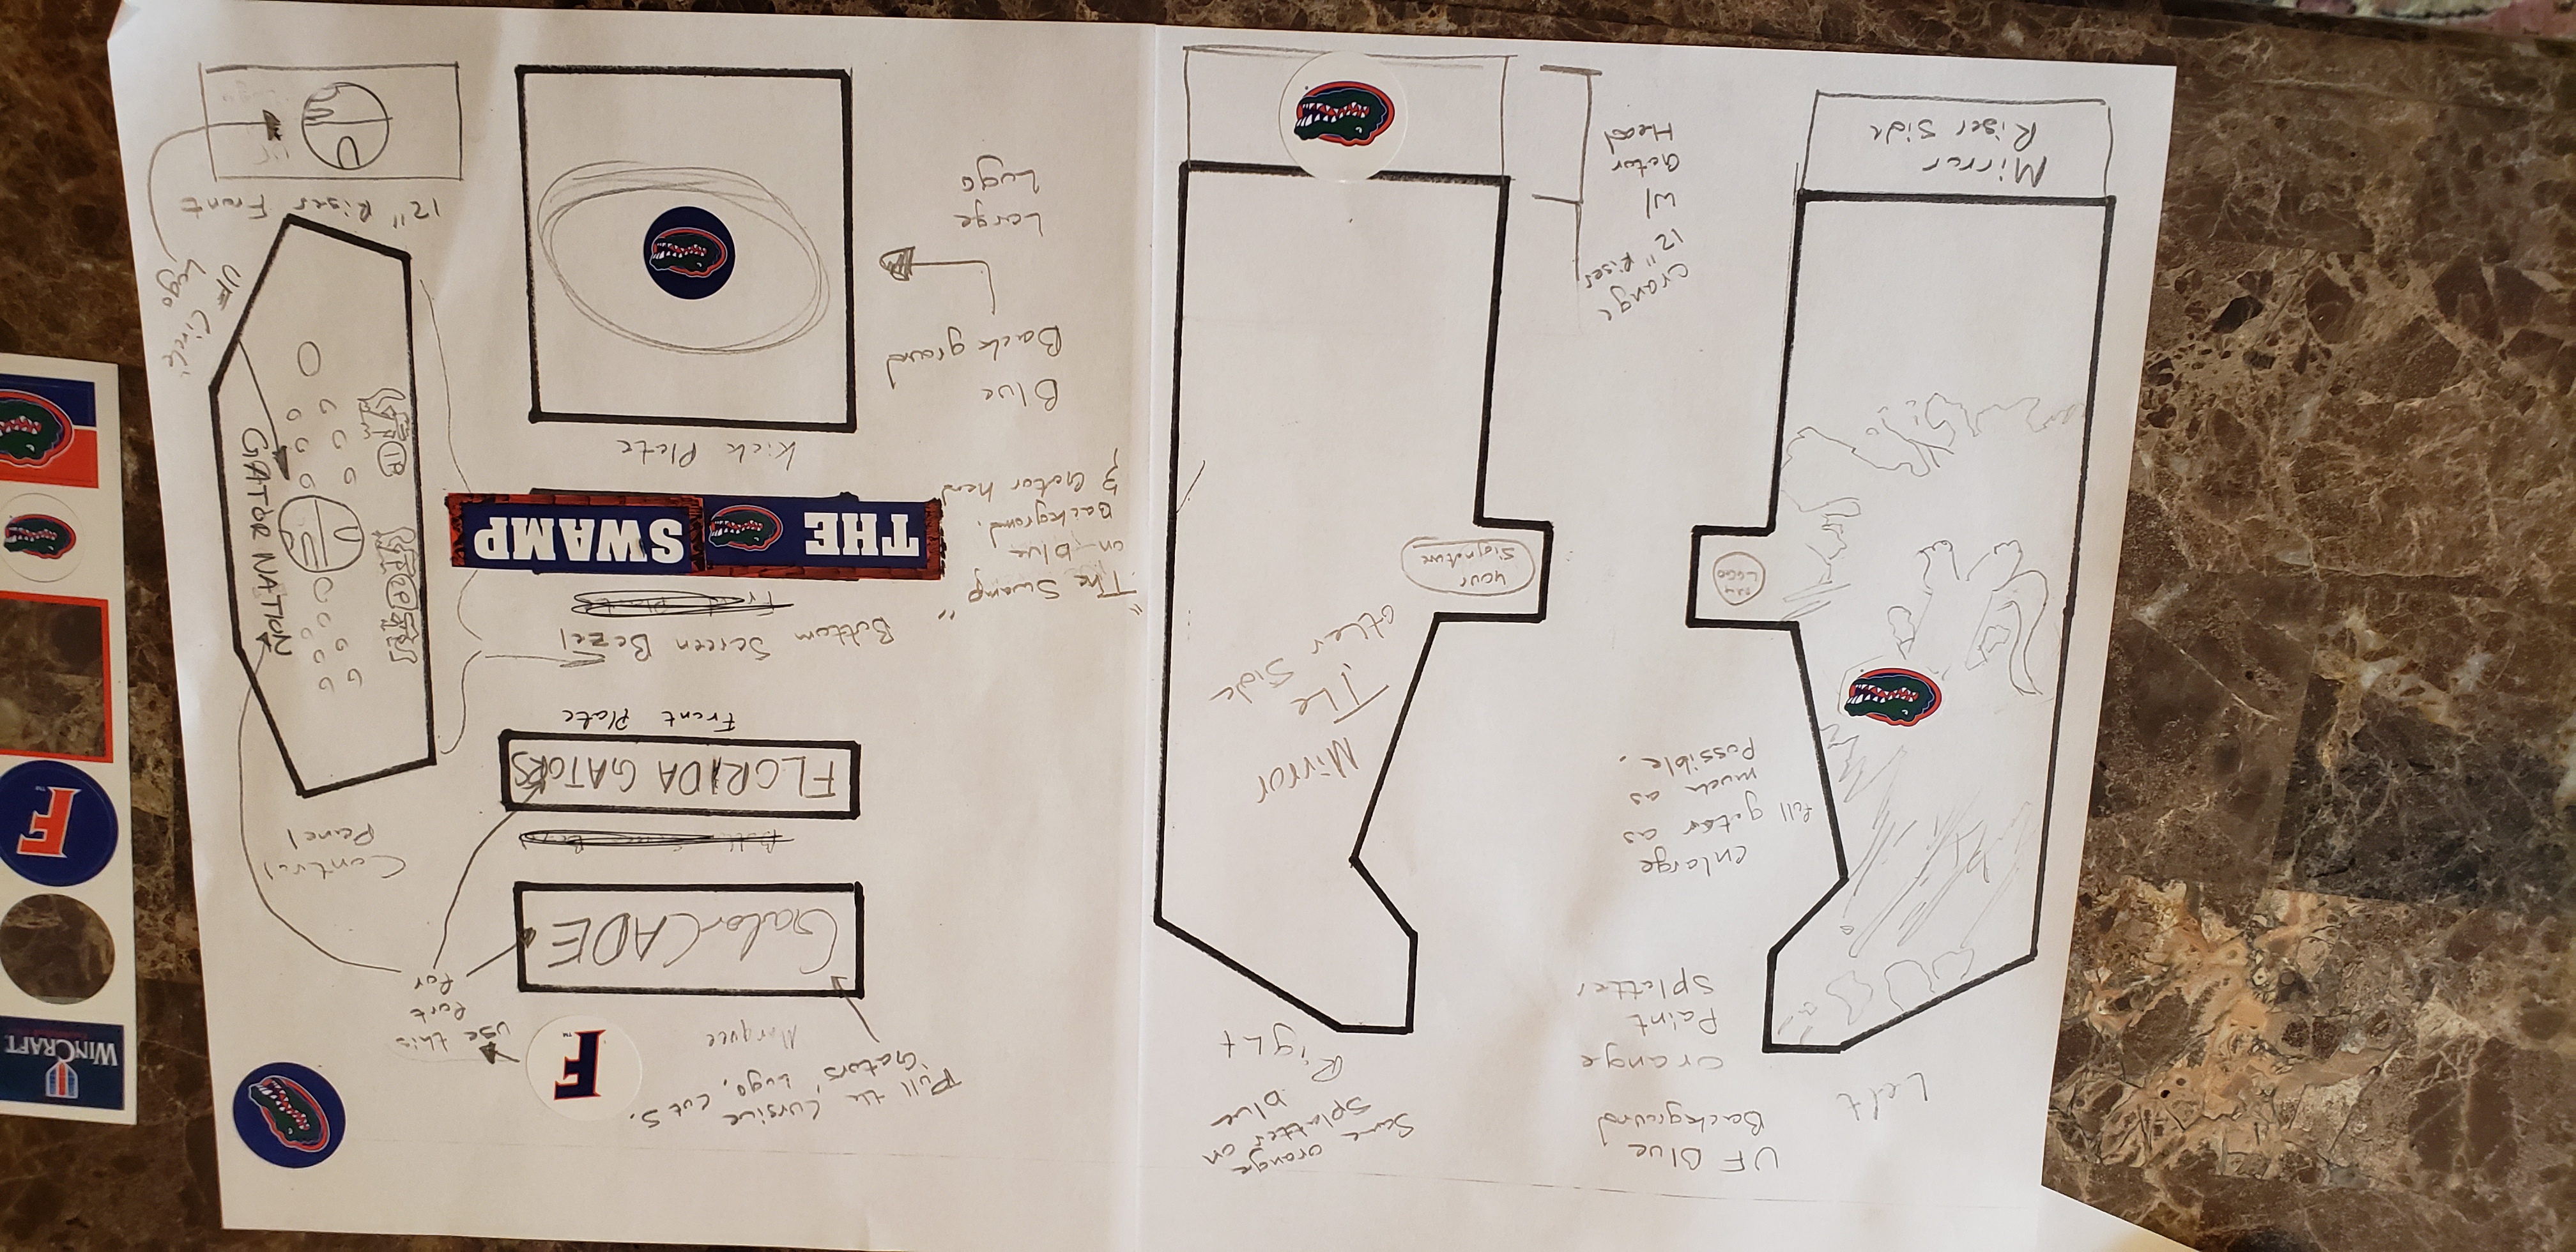 Left
UF Blue
Background
Orange
Paint
Splatter
enlarge
full gator as
much as
possible.
my
LOGO
Mirror
Riser Side
Orange
12" Riser
w/
Gator
Head
Same orange
splatter on
blue
Right
Mirror
The
other Side
your
Signature
Pull the cursive
"Gators" Logo, cut S.
Marquee
GatorCADE
F
TM
use this
font
for
FLORIDA GATORS
Front Plate
Bottom Screen Bezel
"The Swamp"
on blue
Background.
& Gator head
THE SWAMP
Kick Plate
Blue
Background
Large
Logo
Control
Panel
GATOR NATION
UF Circle
Logo
12" Riser Front
WINCRAFT
F